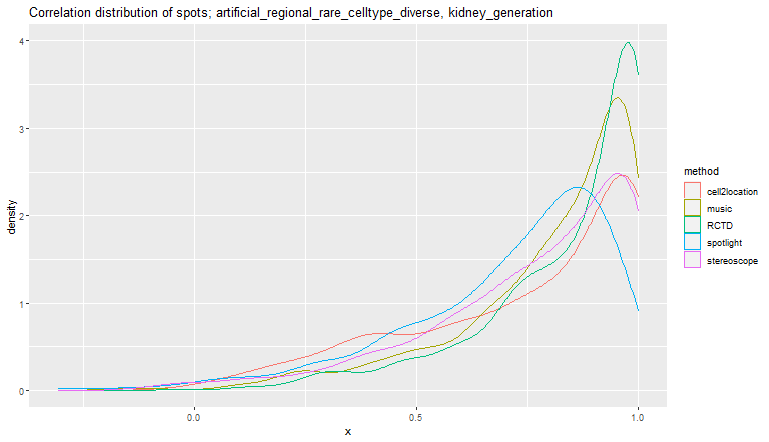 Correlation distribution of spots; artificial_regional_rare_celltype_diverse, kidney_generation
density
4
3
2
1
0
0.0
0.5
1.0
x
method
cell2location
music
RCTD
spotlight
stereoscope